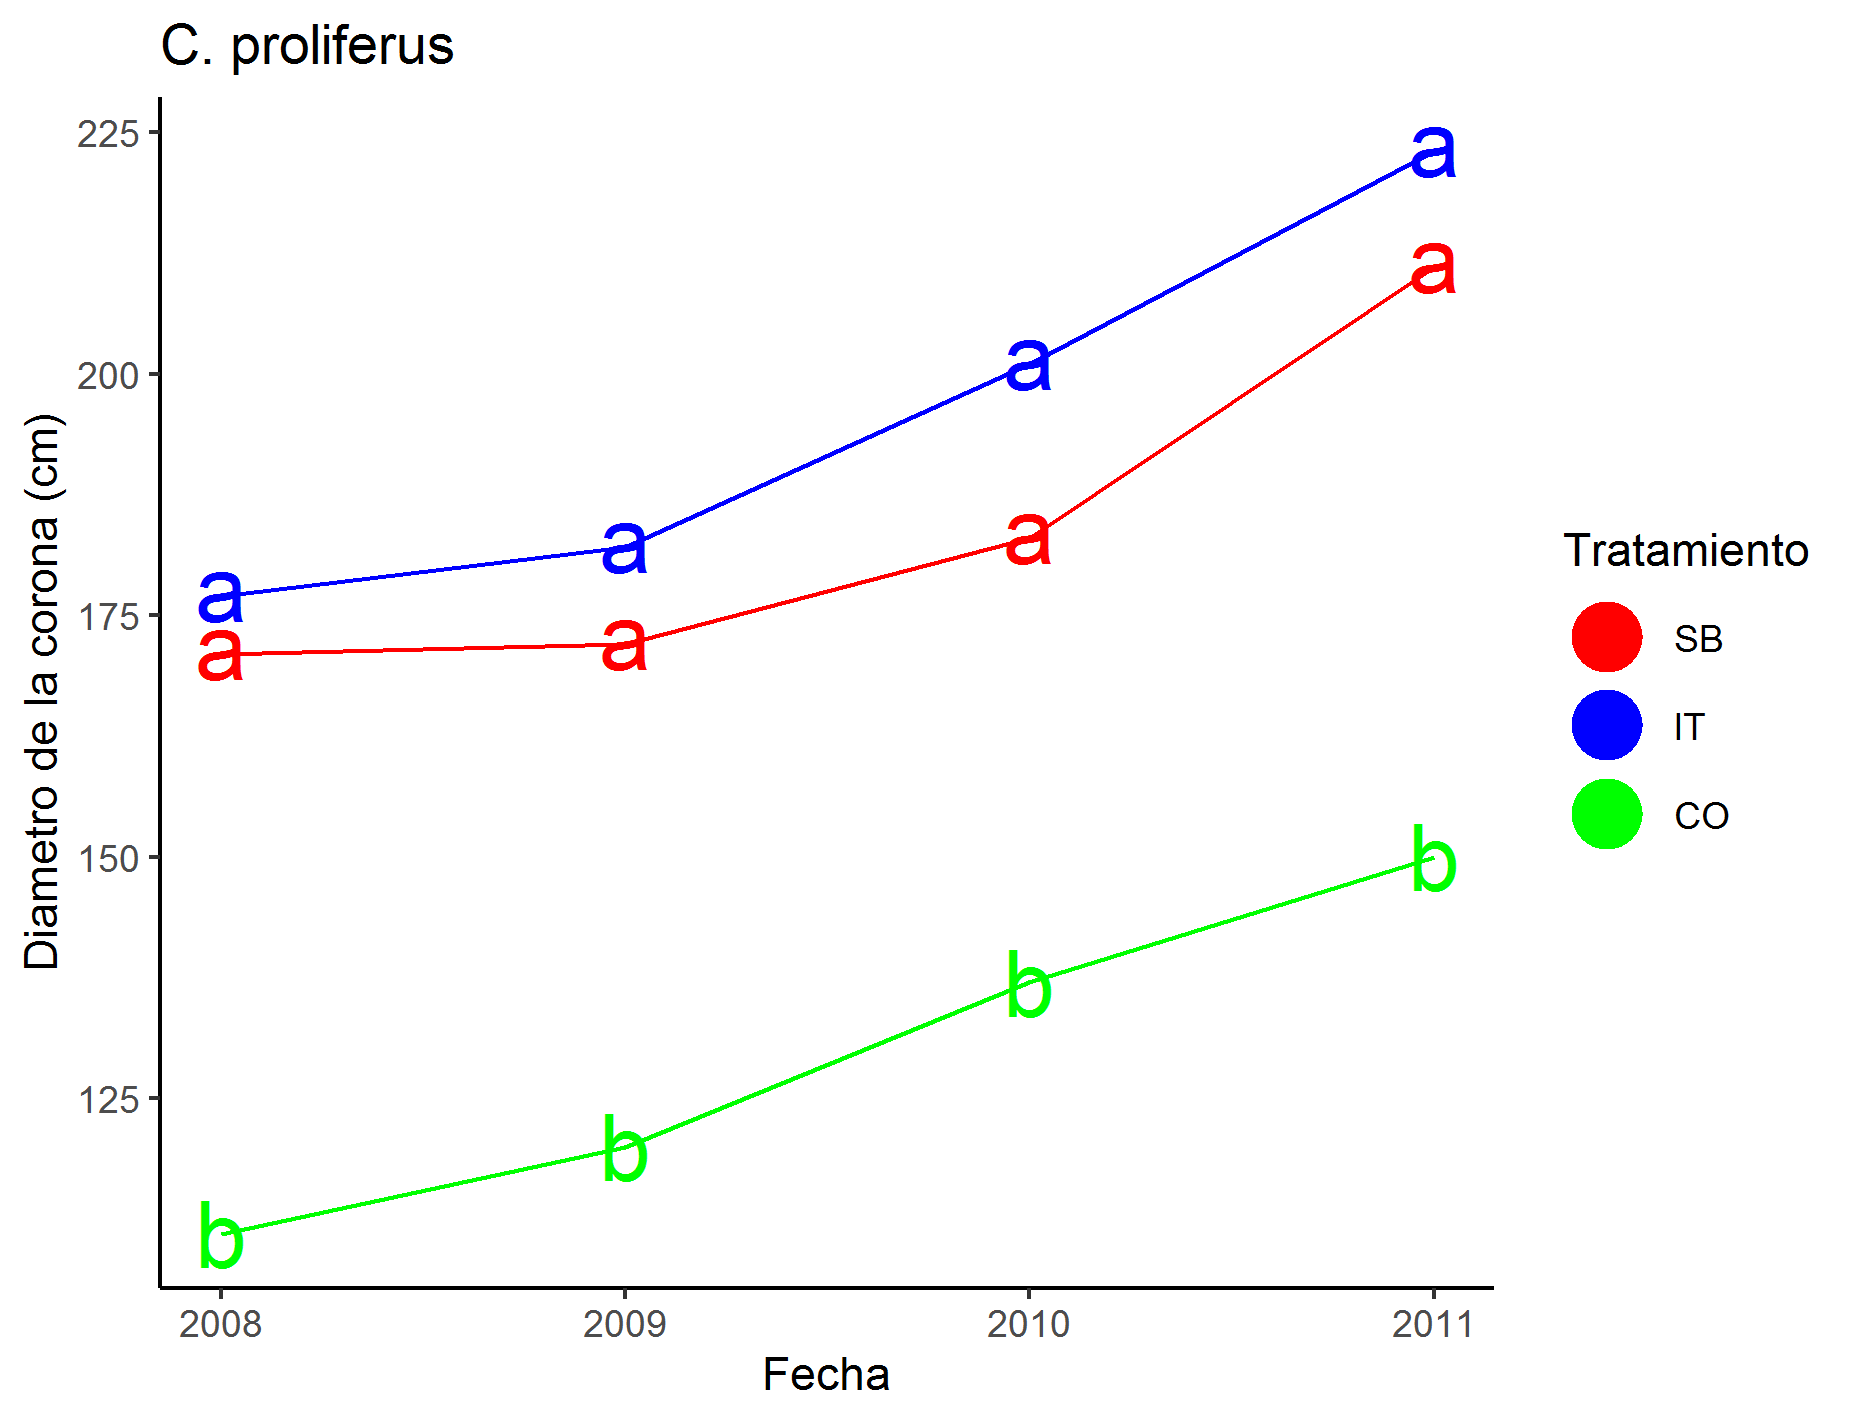 C. proliferus
Diametro de la corona (cm)
225
200
175
150
125
a
a
a
a
a
a
a
a
b
b
b
b
2008
2009
2010
2011
Fecha
Tratamiento
SB
IT
CO